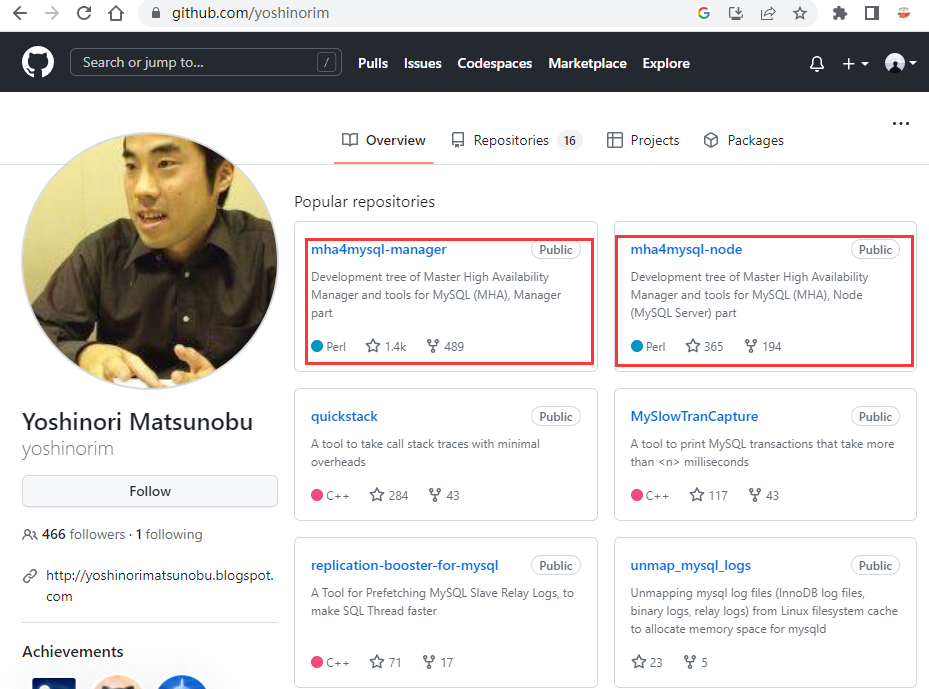 github.com/yoshinorim
Search or jump to... /
Pulls Issues Codespaces Marketplace Explore
Overview Repositories 16 Projects Packages
Popular repositories
mha4mysql-manager Public
Development tree of Master High Availability
Manager and tools for MySQL (MHA), Manager
part
Perl 1.4k 489
mha4mysql-node Public
Development tree of Master High Availability
Manager and tools for MySQL (MHA), Node
(MySQL Server) part
Perl 365 194
quickstack Public
A tool to take call stack traces with minimal
overheads
C++ 284 43
MySlowTranCapture Public
A tool to print MySQL transactions that take more
than <n> milliseconds
C++ 117 43
replication-booster-for-mysql Public
A Tool for Prefetching MySQL Slave Relay Logs, to
make SQL Thread faster
C++ 71 17
unmap_mysql_logs Public
Unmapping mysql log files (InnoDB log files,
binary logs, relay logs) from Linux filesystem cache
to allocate memory space for mysqld
23 5
Yoshinori Matsunobu
yoshinorim
Follow
466 followers · 1 following
http://yoshinorimatsunobu.blogspot.
com
Achievements